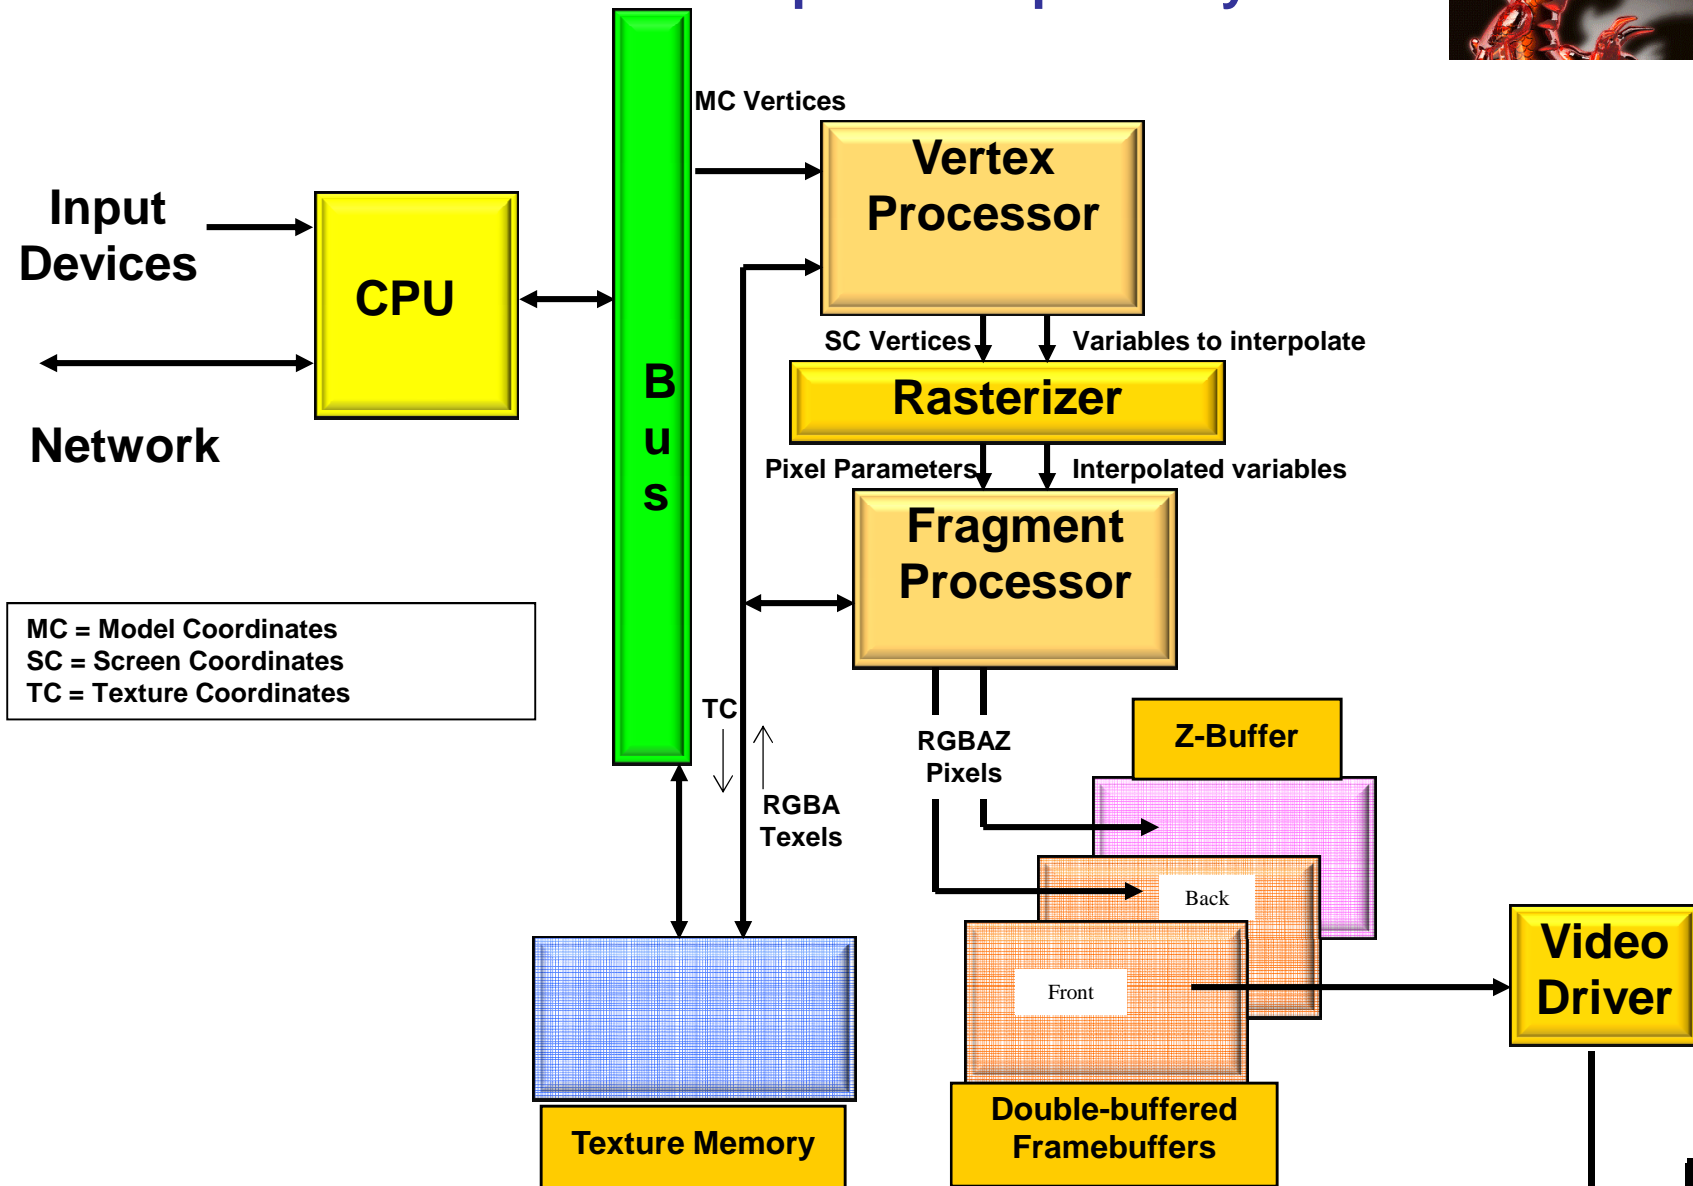 MC Vertices
Vertex
Processor
Input
Devices
CPU
SC Vertices
Variables to interpolate
B
u
s
Rasterizer
Network
Pixel Parameters
Interpolated variables
Fragment
Processor
MC = Model Coordinates
SC = Screen Coordinates
TC = Texture Coordinates
TC
RGBAZ
Pixels
Z-Buffer
RGBA
Texels
Back
Front
Video
Driver
Double-buffered
Framebuffers
Texture Memory